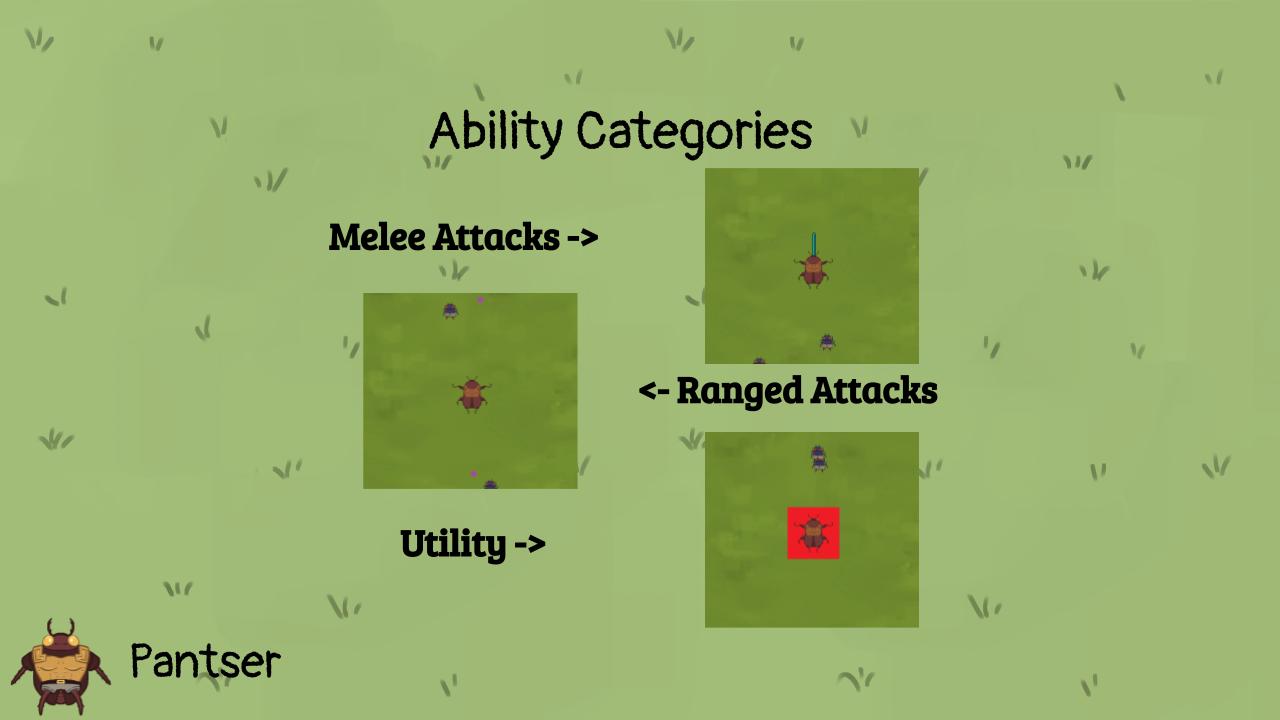 Ability Categories
Melee Attacks ->
<- Ranged Attacks
Utility ->
Pantser